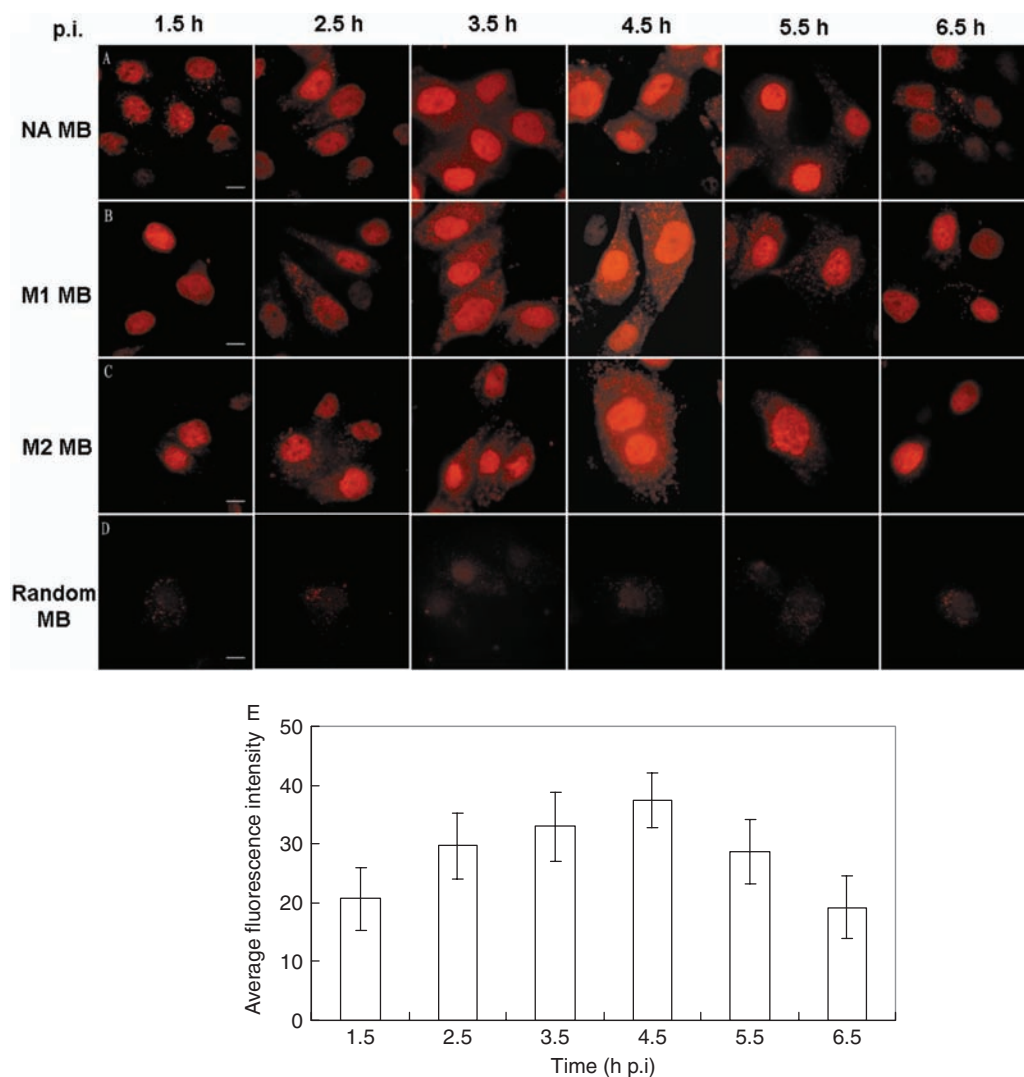 p.i. 1.5 h 2.5 h 3.5 h 4.5 h 5.5 h 6.5 h
A
NA MB
B
M1 MB
C
M2 MB
D
Random
MB
E
Average fluorescence intensity
50
40
30
20
10
0
1.5 2.5 3.5 4.5 5.5 6.5
Time (h p.i)